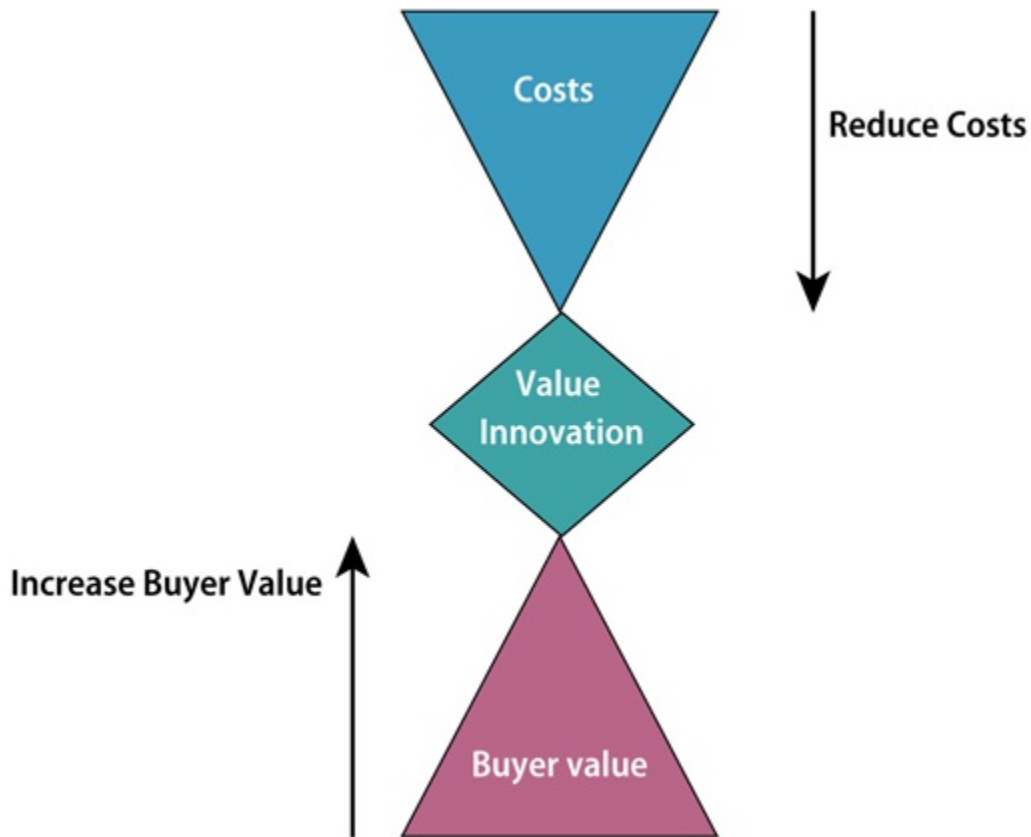 Costs
Reduce Costs
Value
Innovation
Increase Buyer Value
Buyer value